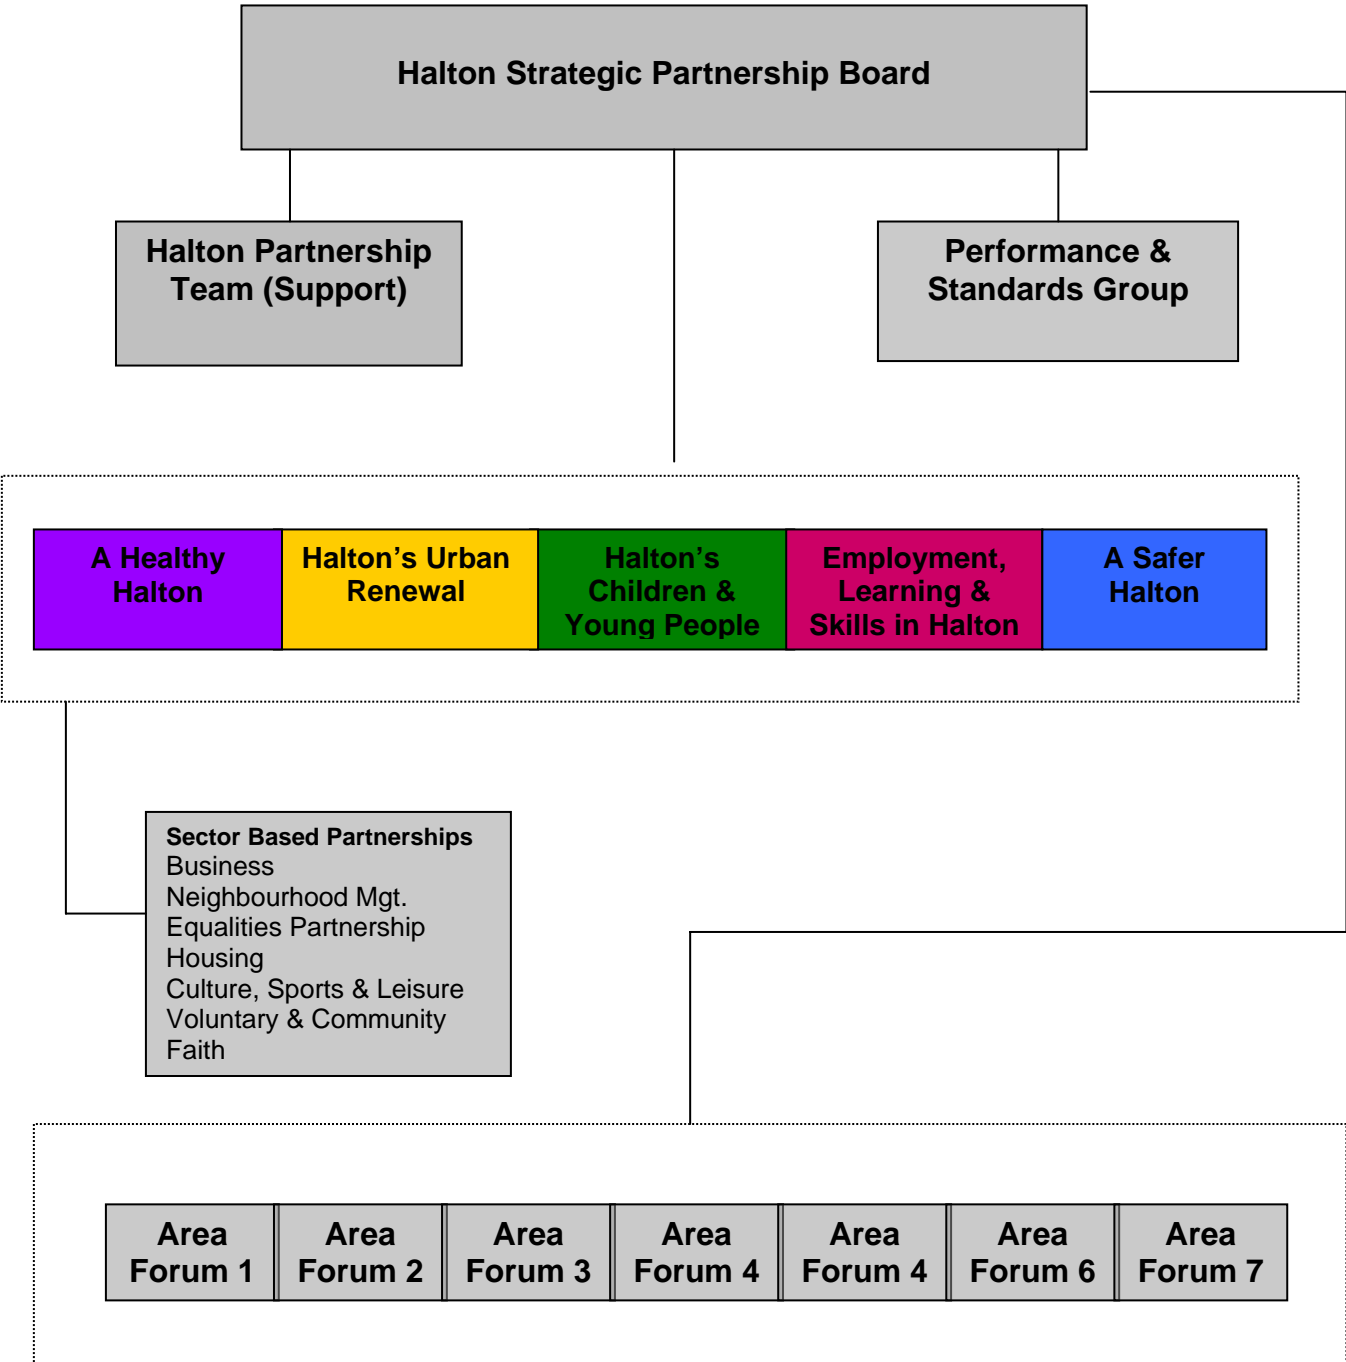 Halton Strategic Partnership Board
Halton Partnership
Team (Support)
Performance &
Standards Group
A Healthy
Halton
Halton’s Urban
Renewal
Halton’s
Children &
Young People
Employment,
Learning &
Skills in Halton
A Safer
Halton
Sector Based Partnerships
Business
Neighbourhood Mgt.
Equalities Partnership
Housing
Culture, Sports & Leisure
Voluntary & Community
Faith
Area
Forum 1
Area
Forum 2
Area
Forum 3
Area
Forum 4
Area
Forum 4
Area
Forum 6
Area
Forum 7